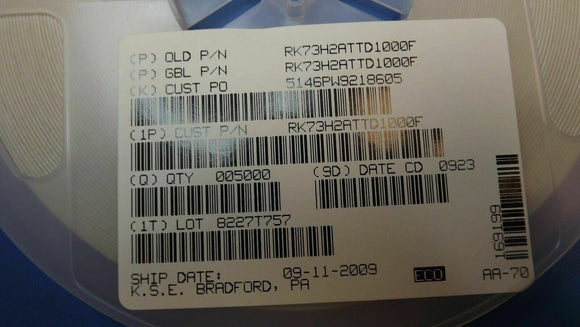 (P) OLD P/N RK73H2ATTD1000F
(P) GBL P/N RK73H2ATTD1000F
(K) CUST PO 5146PW9218605
(1P) CUST P/N RK73H2ATTD1000F
(Q) QTY 005000 (9D) DATE CD 0923
(1T) LOT 8227T757
169199
SHIP DATE: 09-11-2009 ECO AA-70
K.S.E. BRADFORD, PA